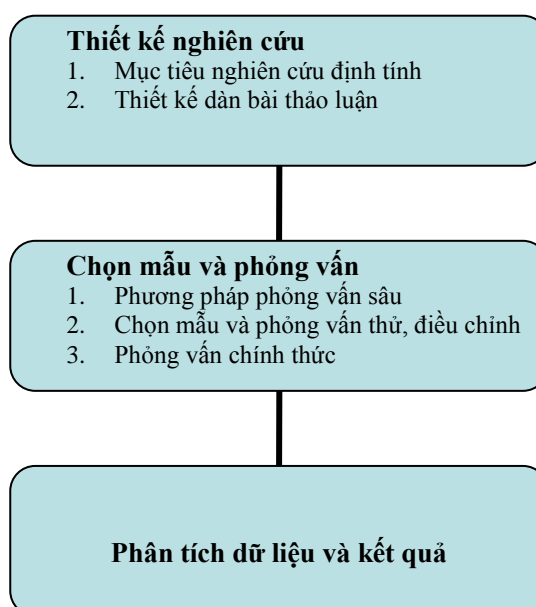 Thiết kế nghiên cứu
1. Mục tiêu nghiên cứu định tính
2. Thiết kế dàn bài thảo luận
Chọn mẫu và phỏng vấn
1. Phương pháp phỏng vấn sâu
2. Chọn mẫu và phỏng vấn thử, điều chỉnh
3. Phỏng vấn chính thức
Phân tích dữ liệu và kết quả